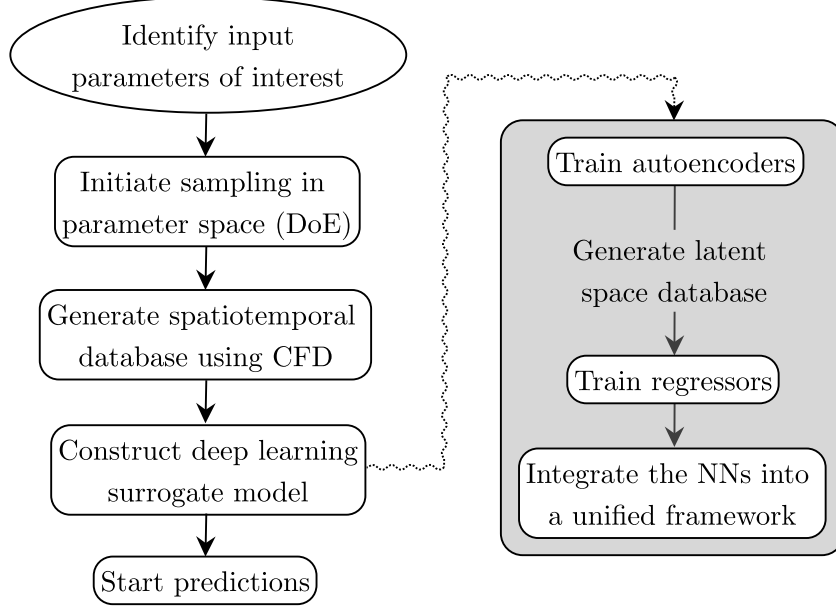 Identify input
parameters of interest
Initiate sampling in
parameter space (DoE)
Generate spatiotemporal
database using CFD
Construct deep learning
surrogate model
Start predictions
Train autoencoders
Generate latent
space database
Train regressors
Integrate the NNs into
a unified framework